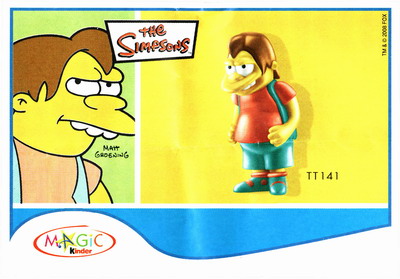 THE
SIMPSONS
TM & © 2008 FOX
MATT
GROENING
TT141
MAGIC
Kinder